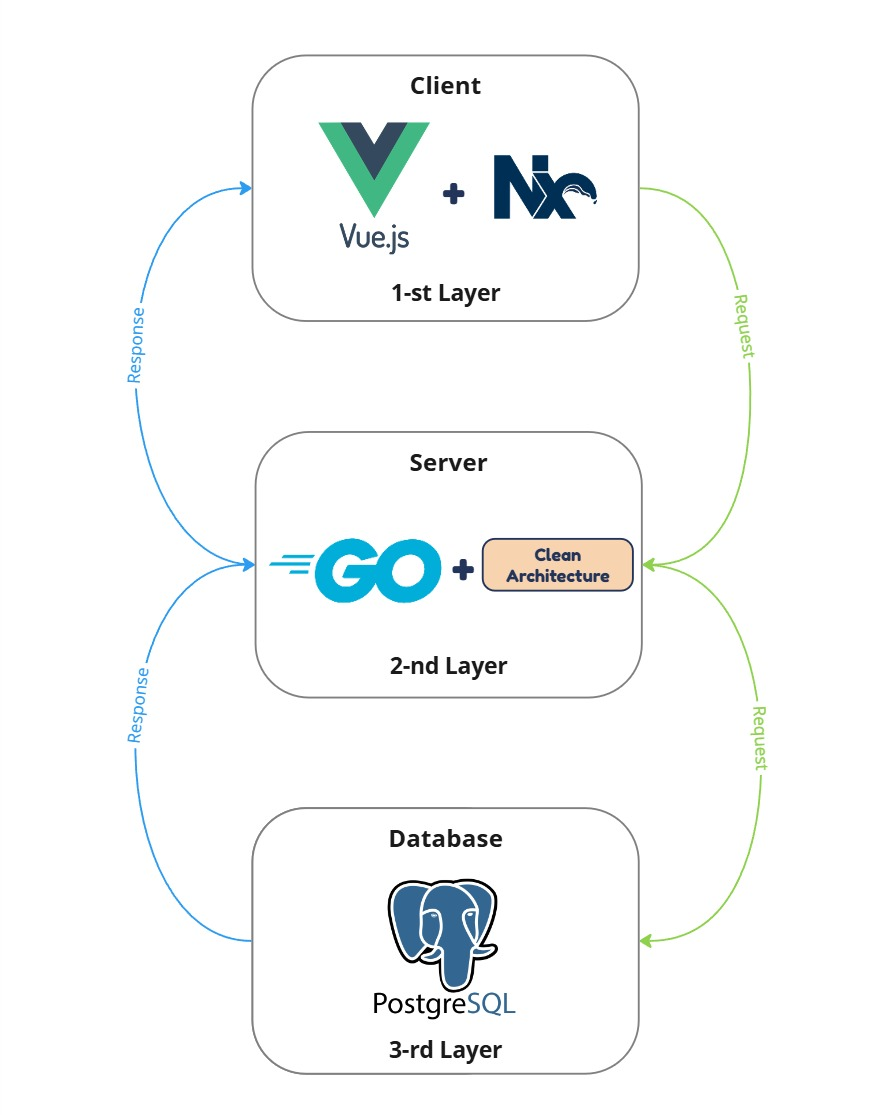 Client
Vue.js
+
Nx
1-st Layer
Response
Request
Server
GO
+
Clean
Architecture
2-nd Layer
Response
Request
Database
PostgreSQL
3-rd Layer